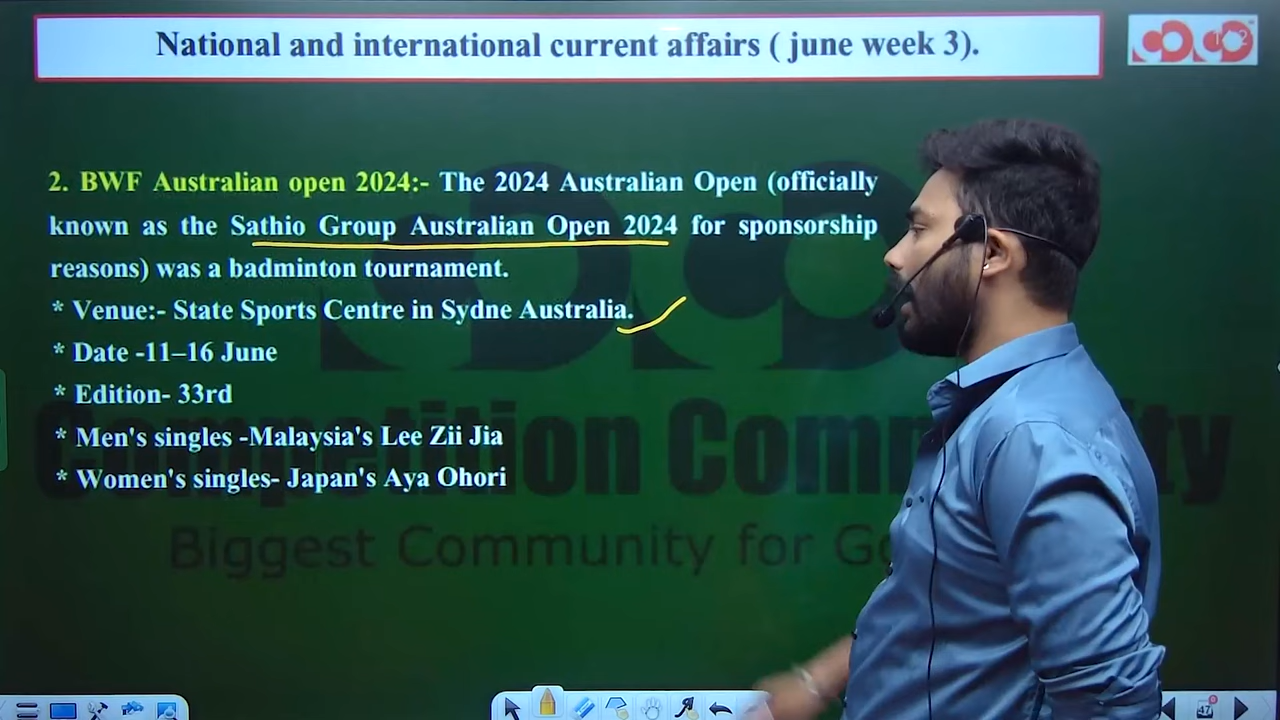 National and international current affairs ( june week 3).
2. BWF Australian open 2024:- The 2024 Australian Open (officially
known as the Sathio Group Australian Open 2024 for sponsorship
reasons) was a badminton tournament.
* Venue:- State Sports Centre in Sydne Australia.
* Date -11–16 June
* Edition- 33rd
* Men's singles -Malaysia's Lee Zii Jia
* Women's singles- Japan's Aya Ohori
Competition Community
Biggest Community for
47